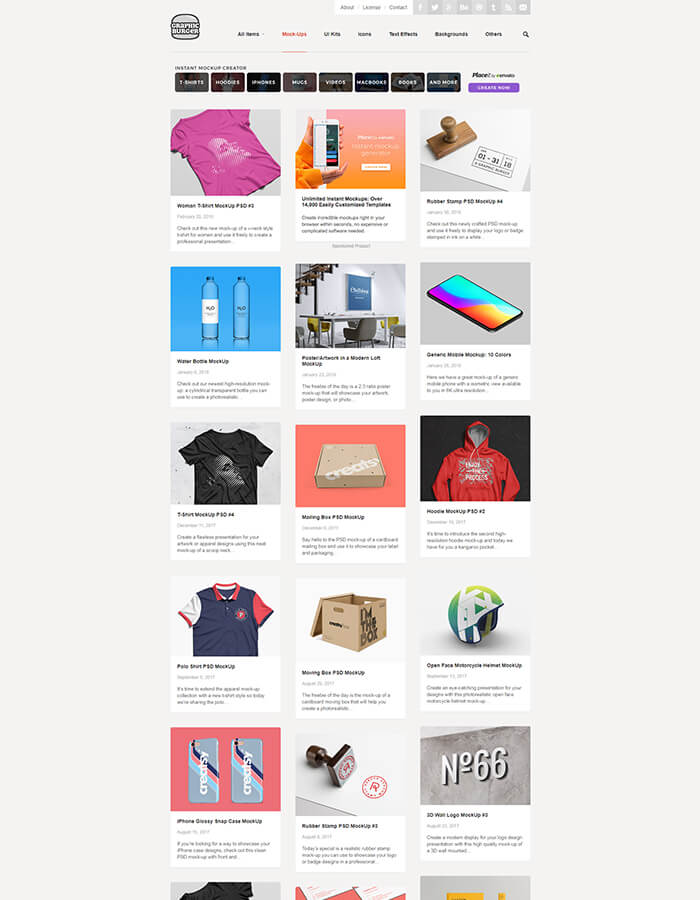 About License Contact
GRAPHIC
BURGER
All Items Mock-Ups UI Kits Icons Text Effects Backgrounds Others
INSTANT MOCKUP CREATOR
T-SHIRTS HOODIES IPHONES MUGS VIDEOS MACBOOKS BOOKS AND MORE
Placeit by envato
CREATE NOW
Woman T-Shirt MockUp PSD #3
February 20, 2018
Check out this new mock-up of a v-neck style
t-shirt for women and use it freely to create a
professional presentation...
Placeit by envato
Instant mockup
generator
Unlimited Instant Mockups: Over
14,900 Easily Customized Templates
Create incredible mockups right in your
browser within seconds, no expensive or
complicated software needed.
Sponsored Product
01 - 31 - 18
Rubber Stamp PSD MockUp #4
January 30, 2018
Check out this newly crafted PSD mock-up
and use it freely to display your logo or badge
stamped in ink on a white...
H₂O H₂O
Water Bottle MockUp
January 8, 2018
Check out our newest high-resolution mock-
up: a cylindrical transparent bottle you can
use to create a photorealistic...
Poster/Artwork in a Modern Loft
MockUp
January 23, 2018
The freebie of the day is a 2:3 ratio poster
mock-up that will showcase your artwork,
poster design, or photo...
Generic Mobile Mockup: 10 Colors
January 25, 2018
Here we have a great mock-up of a generic
mobile phone with a isometric view available
to you in 6K ultra resolution...
T-Shirt MockUp PSD #4
December 11, 2017
Create a flawless presentation for your
artwork or apparel designs using this neat
mock-up of a scoop neck...
creatsy
Mailing Box PSD MockUp
December 5, 2017
Say hello to the PSD mock-up of a cardboard
mailing box and use it to showcase your label
and packaging.
ENJOY
THE
PROCESS
Hoodie MockUp PSD #2
December 19, 2017
It's time to introduce the second high-
resolution hoodie mock-up and today we
have for you a kangaroo pocket...
Polo Shirt PSD MockUp
September 5, 2017
It's time to extend the apparel mock-up
collection with a new t-shirt style so today
we're sharing the polo...
creatsy
I'M
THE
BOX
Moving Box PSD MockUp
August 29, 2017
The freebie of the day is the mock-up of a
cardboard moving box that will help you
create a photorealistic...
Open Face Motorcycle Helmet MockUp
September 13, 2017
Create an eye-catching presentation for your
designs with this photorealistic open face
motorcycle helmet mock-up...
creatsy creatsy
iPhone Glossy Snap Case MockUp
August 15, 2017
If you're looking for a way to showcase your
iPhone case designs, check out this clean
PSD mock-up with front and...
Rubber Stamp PSD MockUp #3
August 8, 2017
Today's special is a realistic rubber stamp
mock-up you can use to showcase your logo
or badge designs in a professional...
Nº66
3D Wall Logo MockUp #3
August 23, 2017
Create a modern display for your logo design
presentation with this high quality mock-up of
a 3D wall mounted...